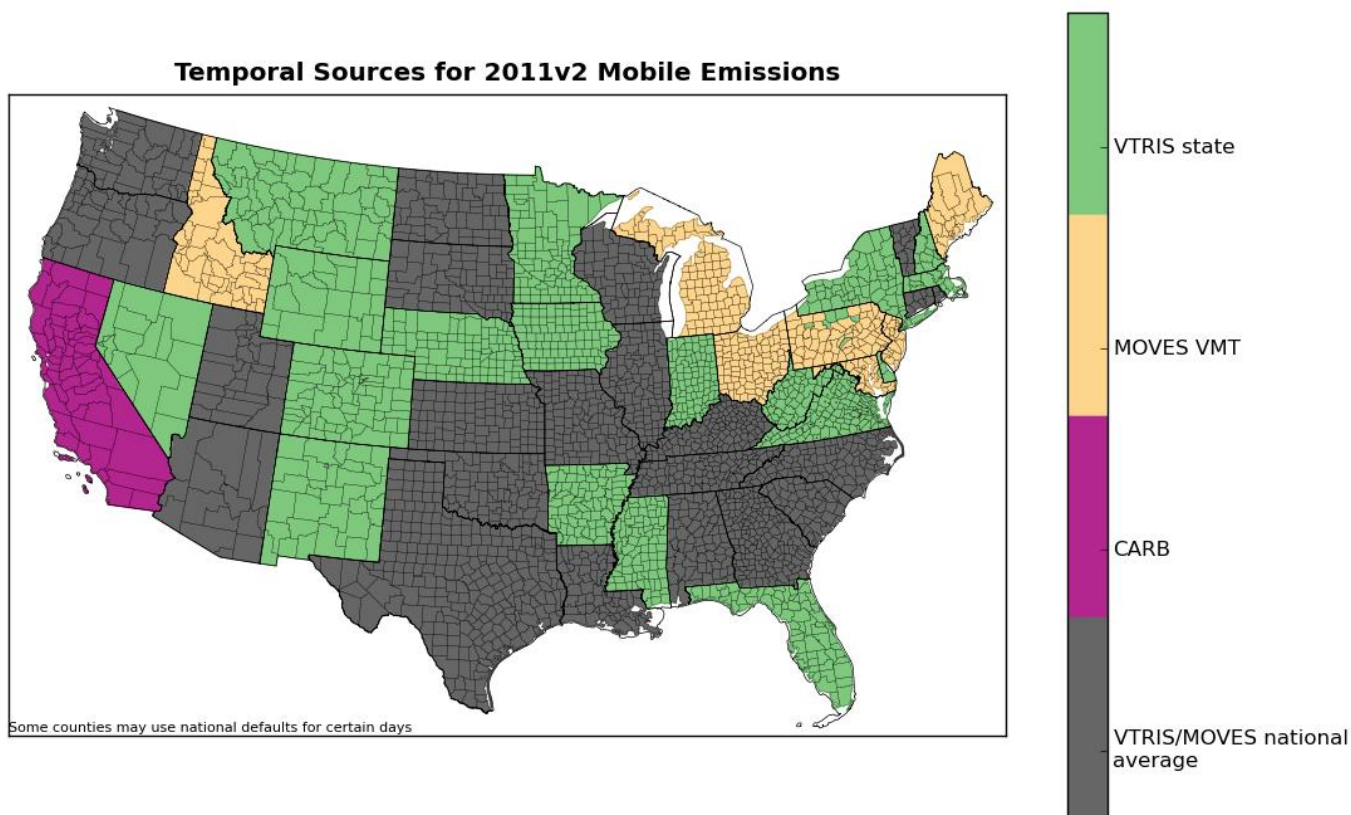 Temporal Sources for 2011v2 Mobile Emissions
Some counties may use national defaults for certain days
VTRIS state
MOVES VMT
CARB
VTRIS/MOVES national
average